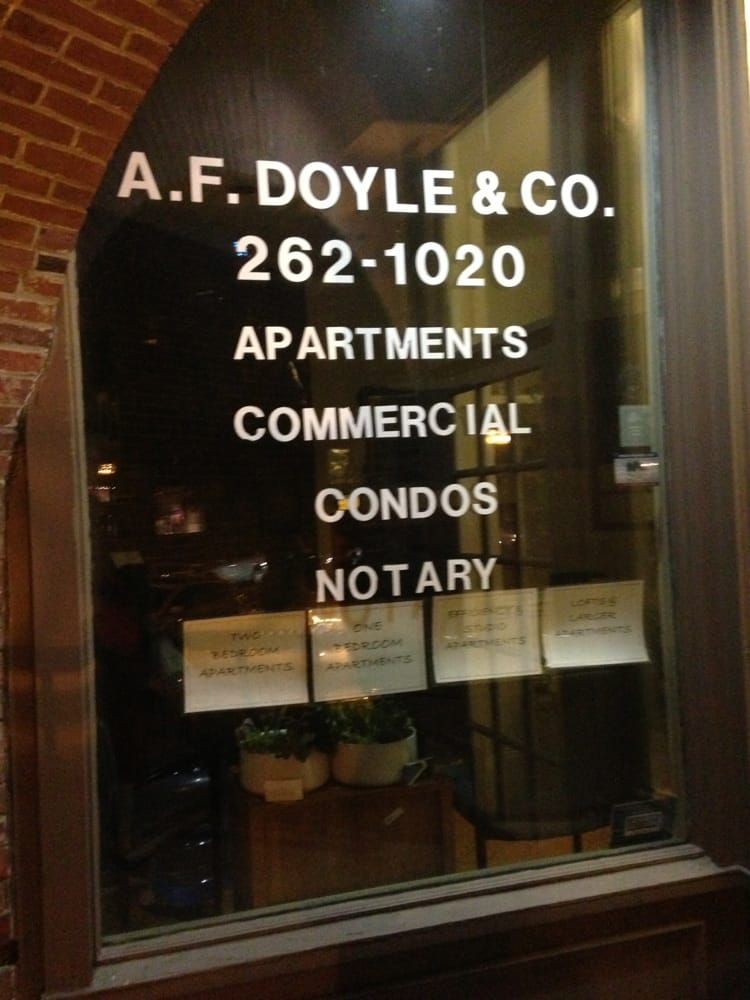 A.F. DOYLE & CO.
262-1020
APARTMENTS
COMMERCIAL
CONDOS
NOTARY
TWO
BEDROOM
APARTMENTS
ONE
BEDROOM
APARTMENTS
EFFICIENCY &
STUDIO
APARTMENTS
LOFTS &
LARGER
APARTMENTS